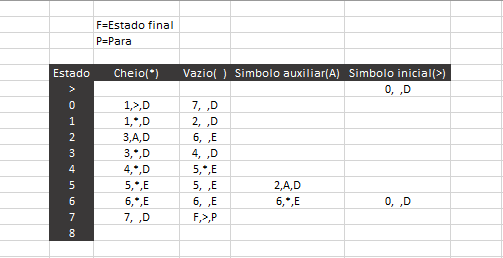 F=Estado final
P=Para
Estado Cheio(*) Vazio( ) Simbolo auxiliar(A) Simbolo inicial(>)
> 0, ,D
0 1,>,D 7, ,D
1 1,*,D 2, ,D
2 3,A,D 6, ,E
3 3,*,D 4, ,D
4 4,*,D 5,*,E
5 5,*,E 5, ,E 2,A,D
6 6,*,E 6, ,E 6,*,E 0, ,D
7 7, ,D F,>,P
8